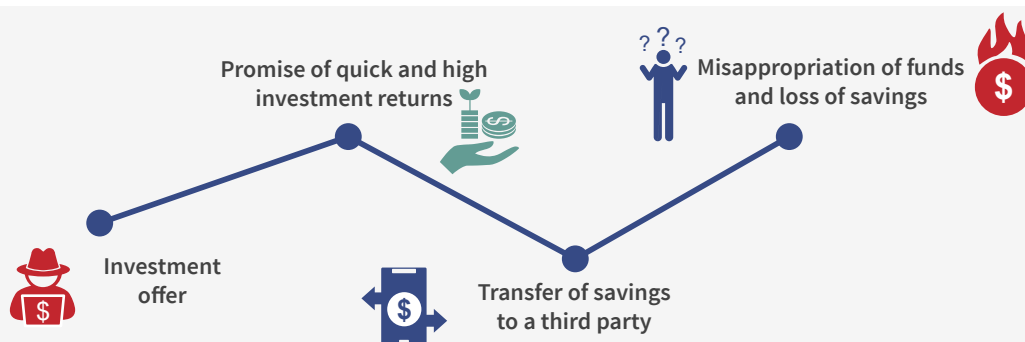 Investment
offer
$
Promise of quick and high
investment returns
$
$
Transfer of savings
to a third party
? ? ?
Misappropriation of funds
and loss of savings
$